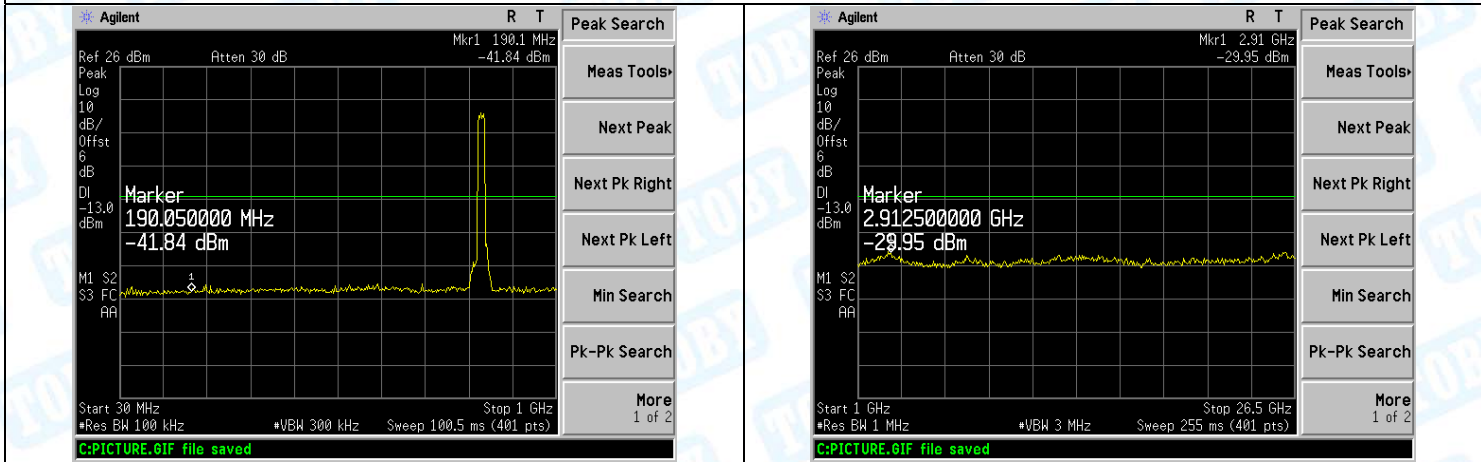 Agilent R T
Mkr1 190.1 MHz
Ref 26 dBm Atten 30 dB -41.84 dBm
Peak
Log
10
dB/
Offst
6
dB
DI
-13.0
dBm
Marker
190.050000 MHz
-41.84 dBm
1
M1 S2
S3 FC
AA
Start 30 MHz Stop 1 GHz
#Res BW 100 kHz #VBW 300 kHz Sweep 100.5 ms (401 pts)
C:PICTURE.GIF file saved
Peak Search
Meas Tools
Next Peak
Next Pk Right
Next Pk Left
Min Search
Pk-Pk Search
More
1 of 2
Agilent R T
Mkr1 2.91 GHz
Ref 26 dBm Atten 30 dB -29.95 dBm
Peak
Log
10
dB/
Offst
6
dB
DI
-13.0
dBm
Marker
2.912500000 GHz
-29.95 dBm
M1 S2
S3 FC
AA
Start 1 GHz Stop 26.5 GHz
#Res BW 1 MHz #VBW 3 MHz Sweep 255 ms (401 pts)
C:PICTURE.GIF file saved
Peak Search
Meas Tools
Next Peak
Next Pk Right
Next Pk Left
Min Search
Pk-Pk Search
More
1 of 2
TOBY